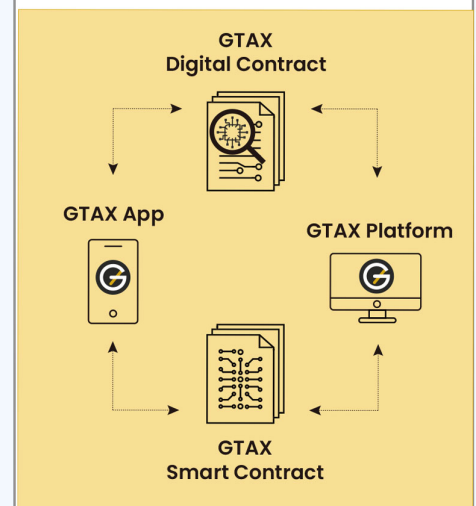 GTAX
Digital Contract
GTAX App
GTAX Platform
GTAX
Smart Contract